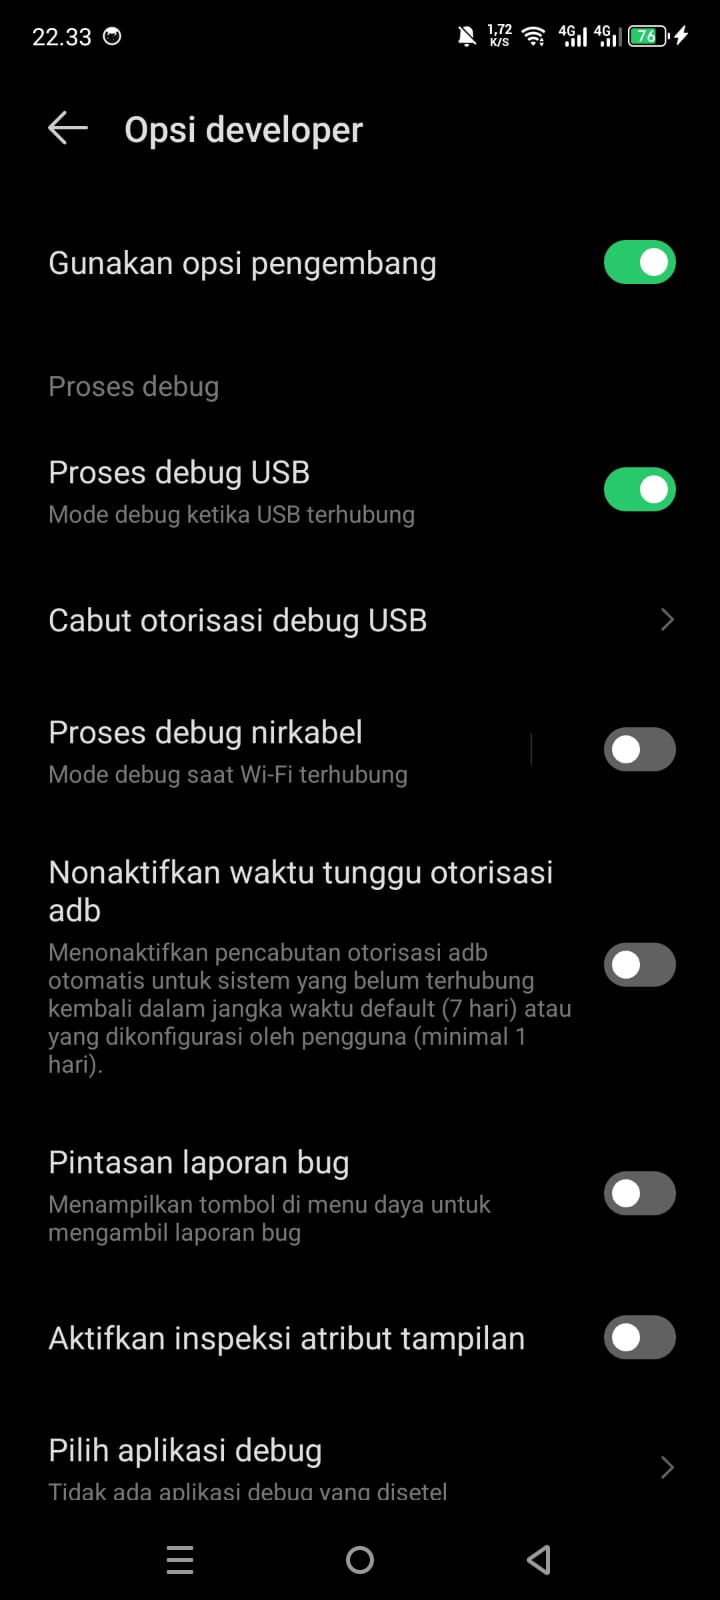 22.33 1,72 K/S 4G 4G 76
Opsi developer
Gunakan opsi pengembang
Proses debug
Proses debug USB
Mode debug ketika USB terhubung
Cabut otorisasi debug USB
Proses debug nirkabel
Mode debug saat Wi-Fi terhubung
Nonaktifkan waktu tunggu otorisasi
adb
Menonaktifkan pencabutan otorisasi adb
otomatis untuk sistem yang belum terhubung
kembali dalam jangka waktu default (7 hari) atau
yang dikonfigurasi oleh pengguna (minimal 1
hari).
Pintasan laporan bug
Menampilkan tombol di menu daya untuk
mengambil laporan bug
Aktifkan inspeksi atribut tampilan
Pilih aplikasi debug
Tidak ada aplikasi debug yang disetel